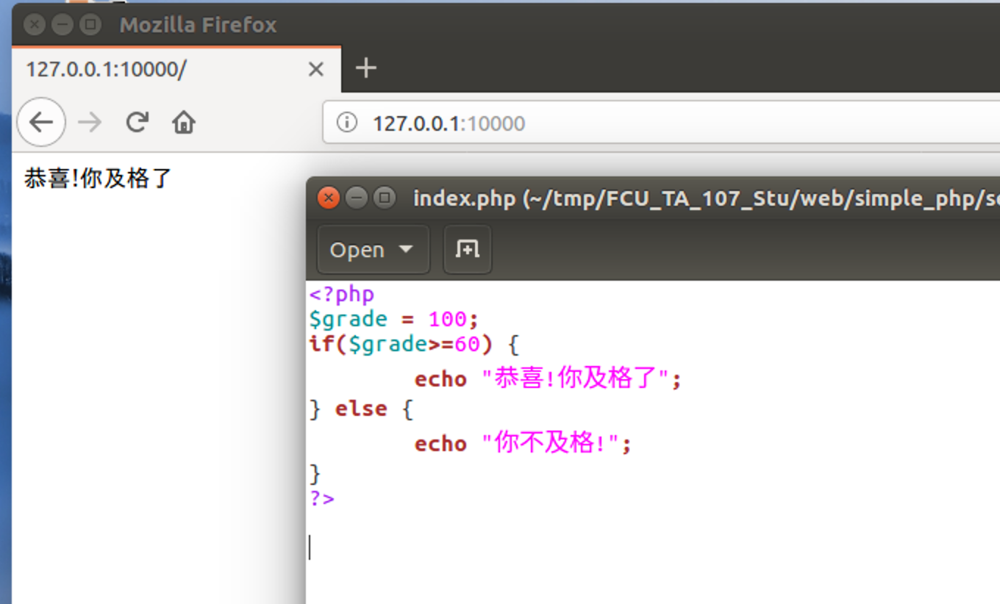 Mozilla Firefox
127.0.0.1:10000/
127.0.0.1:10000
恭喜!你及格了
index.php (~/tmp/FCU_TA_107_Stu/web/simple_php/
Open
<?php
$grade = 100;
if($grade>=60) {
echo "恭喜!你及格了";
} else {
echo "你不及格!";
}
?>